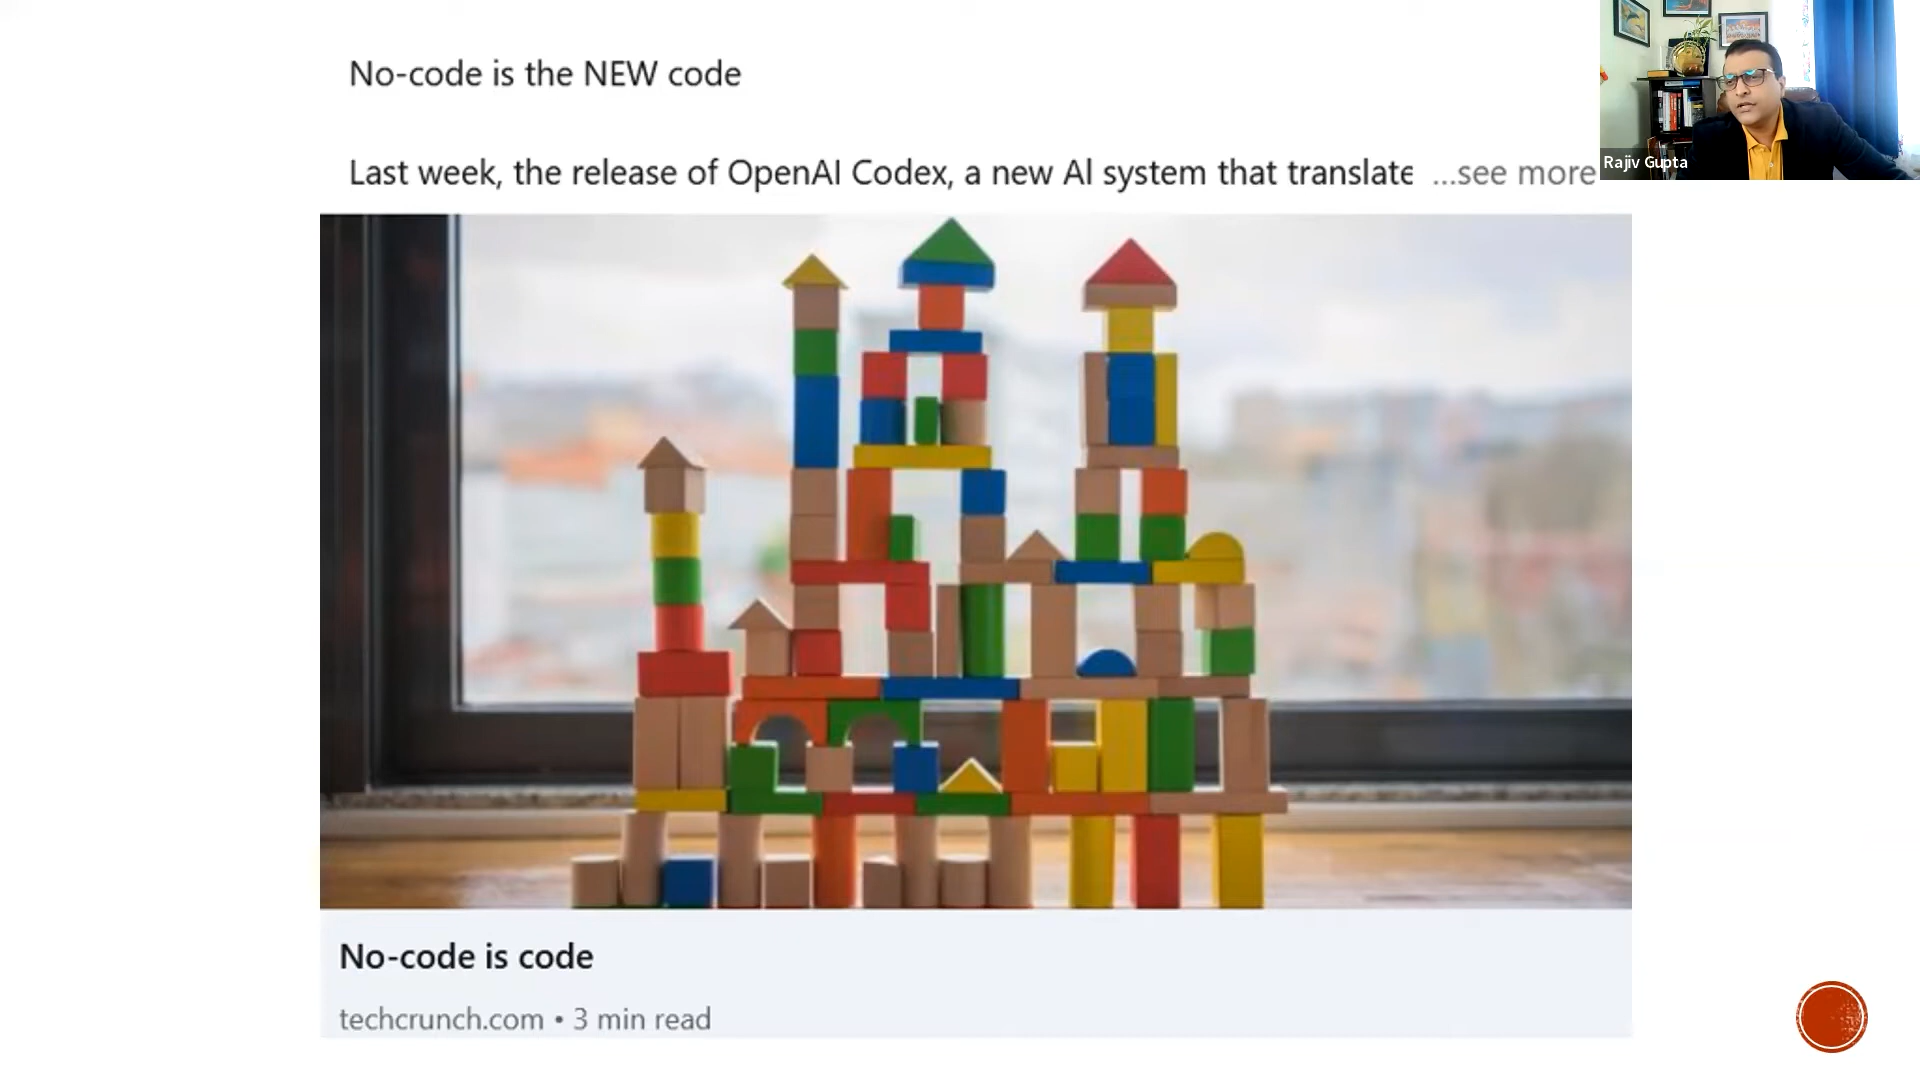 No-code is the NEW code
Last week, the release of OpenAI Codex, a new AI system that translate ...see more
Rajiv Gupta
No-code is code
techcrunch.com • 3 min read